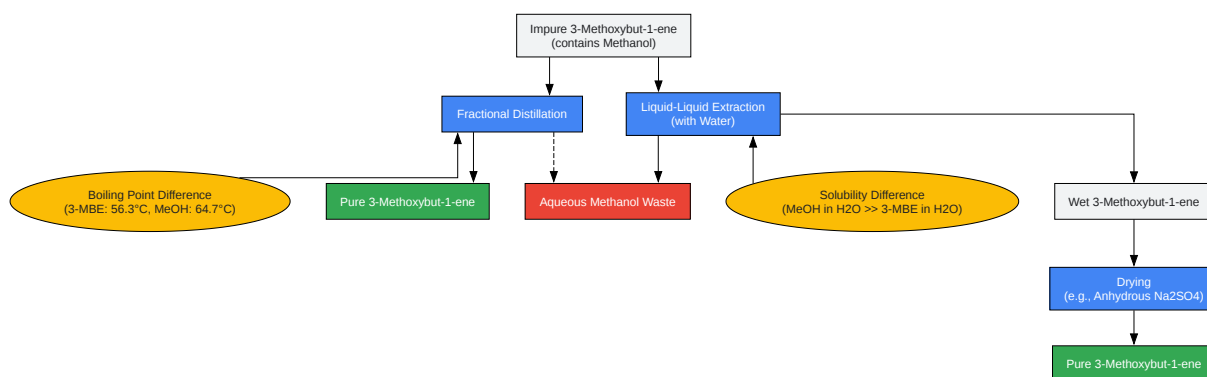 Impure 3-Methoxybut-1-ene
(contains Methanol)
Fractional Distillation
Liquid-Liquid Extraction
(with Water)
Boiling Point Difference
(3-MBE: 56.3°C, MeOH: 64.7°C)
Pure 3-Methoxybut-1-ene
Aqueous Methanol Waste
Solubility Difference
(MeOH in H2O >> 3-MBE in H2O)
Wet 3-Methoxybut-1-ene
Drying
(e.g., Anhydrous Na2SO4)
Pure 3-Methoxybut-1-ene